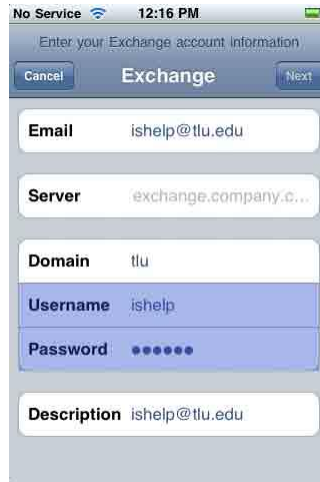 No Service 12:16 PM
Enter your Exchange account information
Cancel Exchange Next
Email ishelp@tlu.edu
Server exchange.company.c...
Domain tlu
Username ishelp
Password ●●●●●●
Description ishelp@tlu.edu